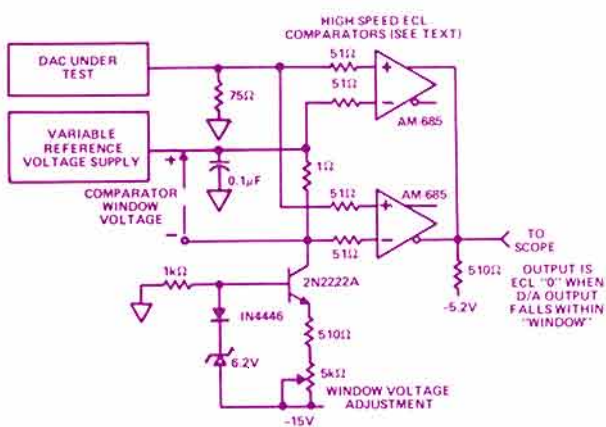 HIGH SPEED ECL
COMPARATORS (SEE TEXT)
DAC UNDER
TEST
51Ω
+
75Ω
51Ω
−
AM-685
VARIABLE
REFERENCE
VOLTAGE SUPPLY
+
1Ω
0.1μF
COMPARATOR
WINDOW
VOLTAGE
−
51Ω
AM-685
+
51Ω
−
TO
SCOPE
510Ω
-5.2V
OUTPUT IS
ECL "0" WHEN
D/A OUTPUT
FALLS WITHIN
"WINDOW"
1kΩ
2N2222A
IN4446
510Ω
6.2V
5kΩ
WINDOW VOLTAGE
ADJUSTMENT
-15V